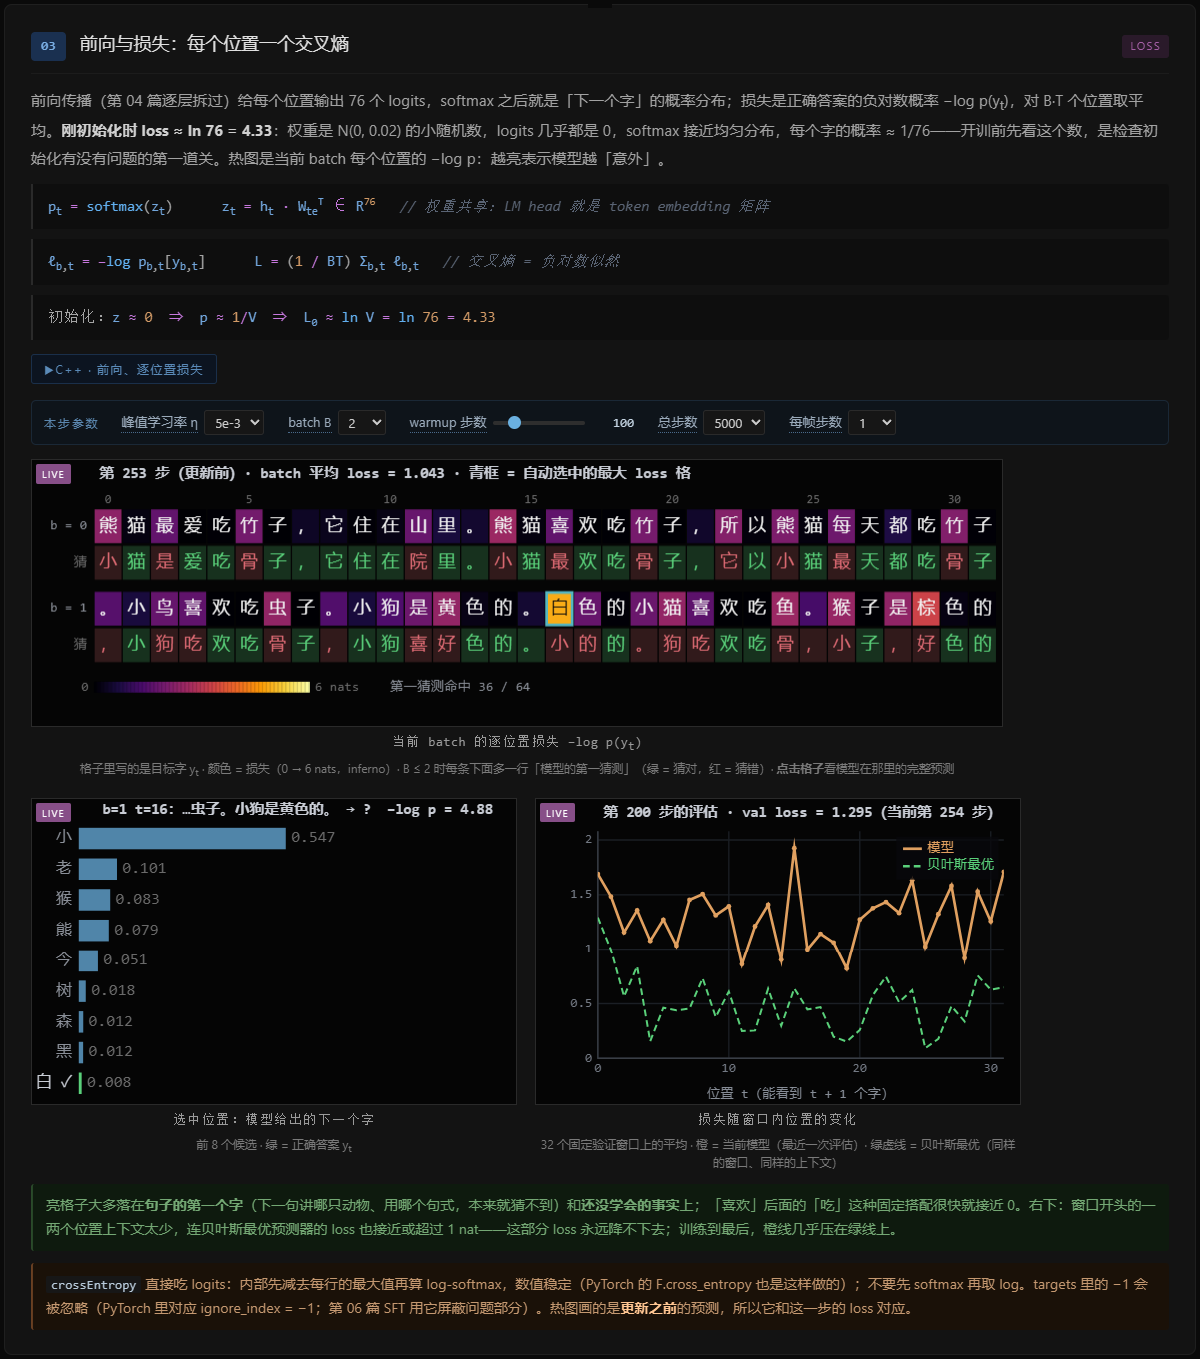 03 前向与损失：每个位置一个交叉熵 LOSS
前向传播（第 04 篇逐层拆过）给每个位置输出 76 个 logits，softmax 之后就是「下一个字」的概率分布；损失是正确答案的负对数概率 −log p(yt)，对 B·T 个位置取平
均。刚初始化时 loss ≈ ln 76 = 4.33：权重是 N(0, 0.02) 的小随机数，logits 几乎都是 0，softmax 接近均匀分布，每个字的概率 ≈ 1/76——开训前先看这个数，是检查初
始化有没有问题的第一道关。热图是当前 batch 每个位置的 −log p：越亮表示模型越「意外」。
pt = softmax(zt) zt = ht · WteT ∈ R76 // 权重共享：LM head 就是 token embedding 矩阵
ℓb,t = −log pb,t[yb,t] L = (1 / BT) Σb,t ℓb,t // 交叉熵 = 负对数似然
初始化：z ≈ 0 ⇒ p ≈ 1/V ⇒ L0 ≈ ln V = ln 76 = 4.33
▶C++ · 前向、逐位置损失
本步参数 峰值学习率 η 5e-3 batch B 2 warmup 步数 100 总步数 5000 每帧步数 1
LIVE 第 253 步（更新前）· batch 平均 loss = 1.043 · 青框 = 自动选中的最大 loss 格
0 5 10 15 20 25 30
b = 0 熊猫最爱吃竹子，它住在山里。熊猫喜欢吃竹子，所以熊猫每天都吃竹子
猜 小猫是爱吃骨子，它住在院里。小猫最欢吃骨子，它以小猫最天都吃骨子
b = 1 。小鸟喜欢吃虫子。小狗是黄色的。白色的小猫喜欢吃鱼。猴子是棕色的
猜 ，小狗吃欢吃骨子，小狗喜好色的。小的的。狗吃欢吃骨，小子，好色的
0 6 nats 第一猜测命中 36 / 64
当前 batch 的逐位置损失 −log p(yt)
格子里写的是目标字 yt · 颜色 = 损失（0 → 6 nats，inferno）· B ≤ 2 时每条下面多一行「模型的第一猜测」（绿 = 猜对，红 = 猜错）· 点击格子看模型在那里的完整预测
LIVE b=1 t=16：…虫子。小狗是黄色的。 → ? −log p = 4.88
小 0.547
老 0.101
猴 0.083
熊 0.079
今 0.051
树 0.018
森 0.012
黑 0.012
白 ✓ 0.008
选中位置：模型给出的下一个字
前 8 个候选 · 绿 = 正确答案 yt
LIVE 第 200 步的评估 · val loss = 1.295（当前第 254 步）
模型
贝叶斯最优
2
1.5
1
0.5
0
0 10 20 30
位置 t（能看到 t + 1 个字）
损失随窗口内位置的变化
32 个固定验证窗口上的平均 · 橙 = 当前模型（最近一次评估）· 绿虚线 = 贝叶斯最优（同样
的窗口、同样的上下文）
亮格子大多落在句子的第一个字（下一句讲哪只动物、用哪个句式，本来就猜不到）和还没学会的事实上；「喜欢」后面的「吃」这种固定搭配很快就接近 0。右下：窗口开头的一
两个位置上下文太少，连贝叶斯最优预测器的 loss 也接近或超过 1 nat——这部分 loss 永远降不下去；训练到最后，橙线几乎压在绿线上。
crossEntropy 直接吃 logits：内部先减去每行的最大值再算 log-softmax，数值稳定（PyTorch 的 F.cross_entropy 也是这样做的）；不要先 softmax 再取 log。targets 里的 −1 会
被忽略（PyTorch 里对应 ignore_index = −1；第 06 篇 SFT 用它屏蔽问题部分）。热图画的是更新之前的预测，所以它和这一步的 loss 对应。